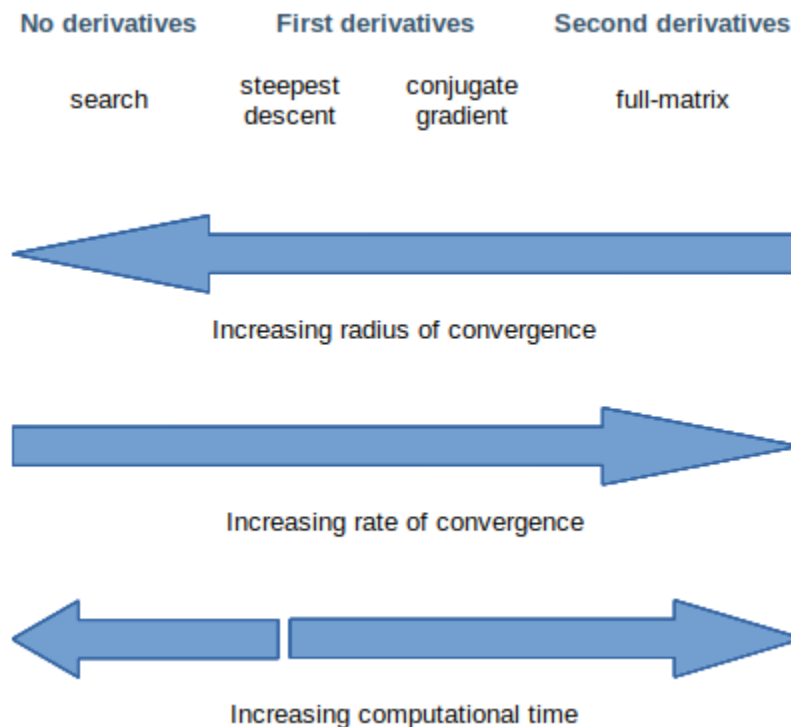 No derivatives First derivatives Second derivatives
search steepest descent conjugate gradient full-matrix
Increasing radius of convergence
Increasing rate of convergence
Increasing computational time